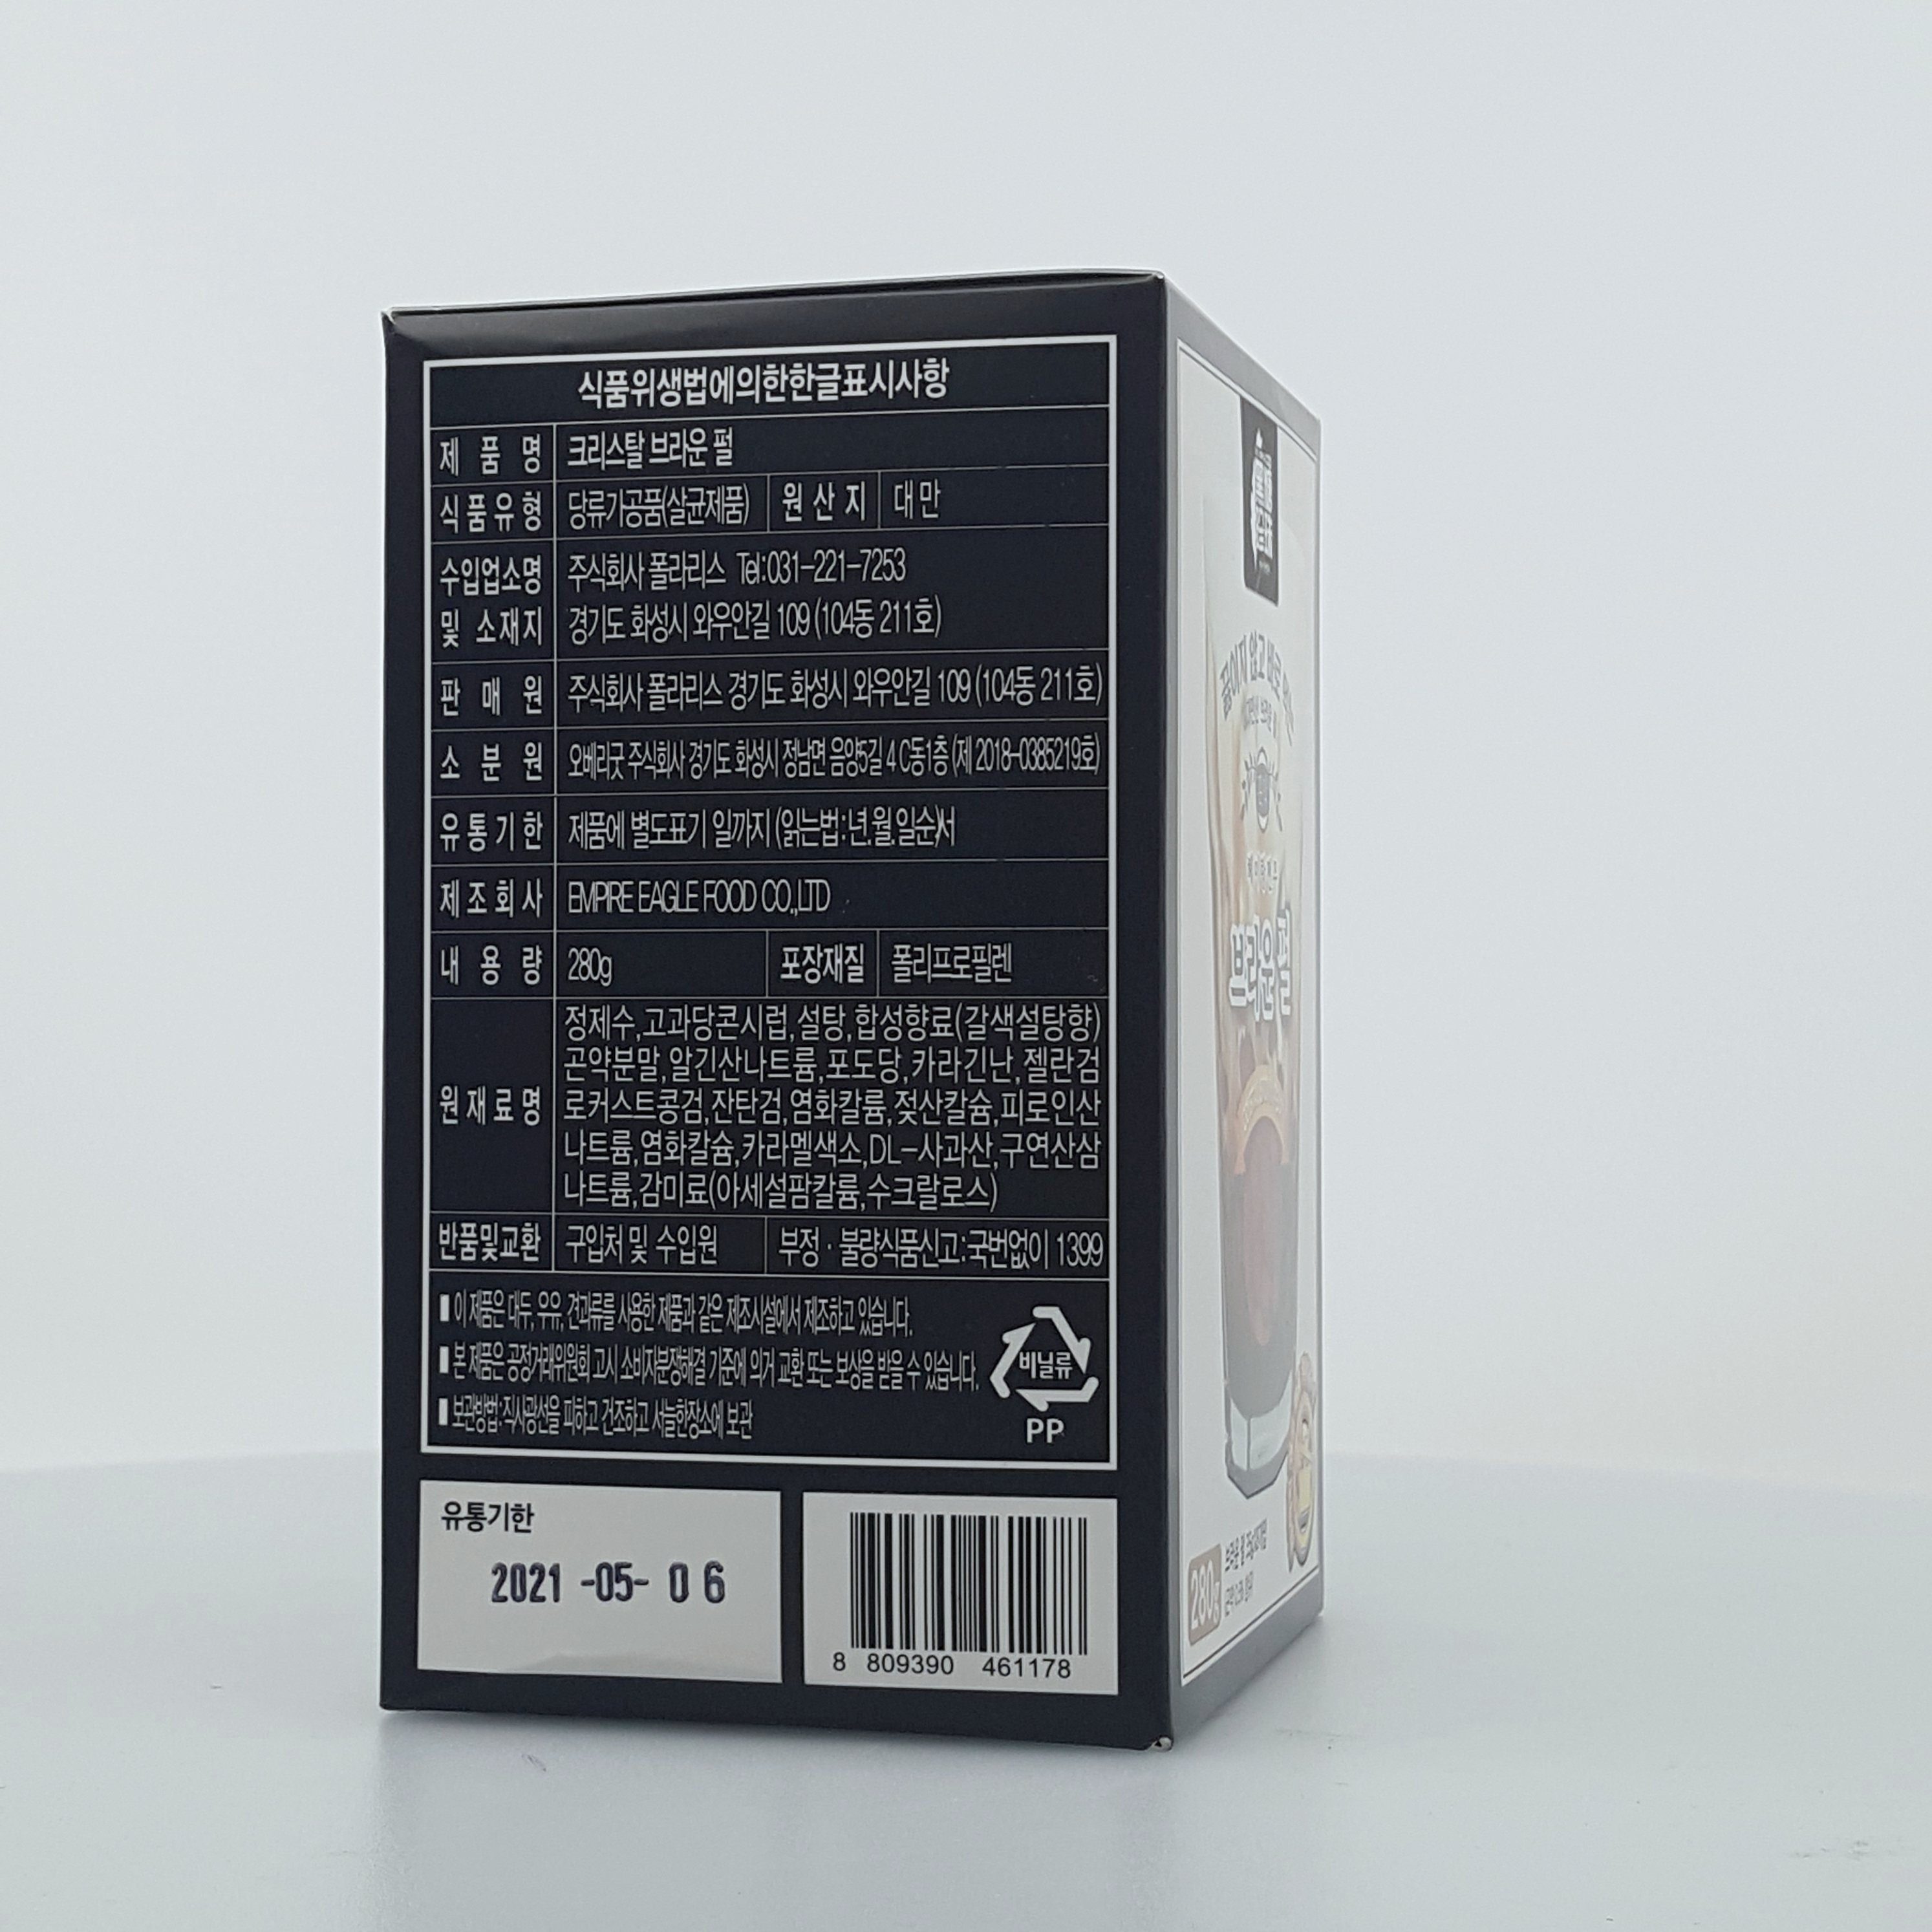 식품위생법에의한한글표시사항
제 품 명 크리스탈 브라운 펄
식품유형 당류가공품(살균제품) 원 산 지 대만
수입업소명 주식회사 폴라리스 Tel:031-221-7253
및 소재지 경기도 화성시 와우안길 109 (104동 211호)
판 매 원 주식회사 폴라리스 경기도 화성시 와우안길 109 (104동 211호)
소 분 원 오베리굿 주식회사 경기도 화성시 정남면 음양5길 4 C동1층 (제 2018-0385219호)
유통기한 제품에 별도표기 일까지 (읽는법:년.월.일순)서
제조회사 EMPIRE EAGLE FOOD CO.,LTD
내 용 량 280g 포장재질 폴리프로필렌
원재료명 정제수,고과당콘시럽,설탕,합성향료(갈색설탕향)
곤약분말,알긴산나트륨,포도당,카라긴난,젤란검
로커스트콩검,잔탄검,염화칼륨,젖산칼슘,피로인산
나트륨,염화칼슘,카라멜색소,DL-사과산,구연산삼
나트륨,감미료(아세설팜칼륨,수크랄로스)
반품및교환 구입처 및 수입원 부정 · 불량식품신고:국번없이 1399
이 제품은 대두, 우유, 견과류를 사용한 제품과 같은 제조시설에서 제조하고 있습니다.
본 제품은 공정거래위원회 고시 소비자분쟁해결 기준에 의거 교환 또는 보상을 받을 수 있습니다.
보관방법:직사광선을 피하고 건조하고 서늘한장소에 보관
비닐류
PP
유통기한
2021 -05- 06
8 809390 461178
끓이지 않고 바로
브라운펄
280g